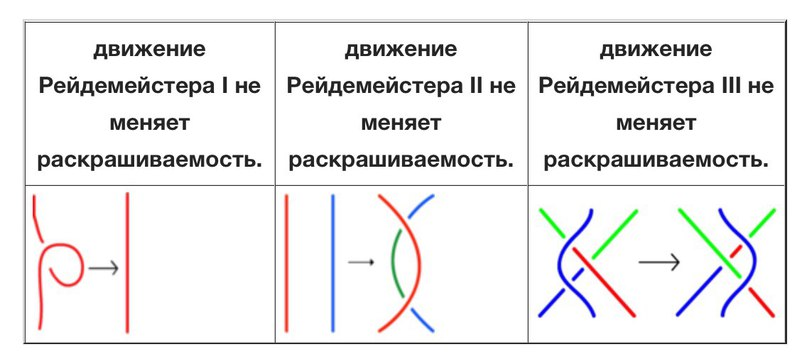 движение
Рейдемейстера I не
меняет
раскрашиваемость.
движение
Рейдемейстера II не
меняет
раскрашиваемость.
движение
Рейдемейстера III не
меняет
раскрашиваемость.